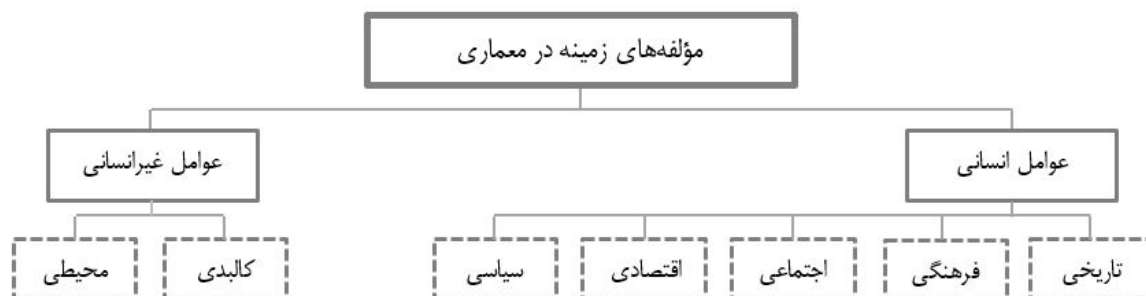 مؤلفه‌های زمینه در معماری
عوامل انسانی
عوامل غیرانسانی
تاریخی
فرهنگی
اجتماعی
اقتصادی
سیاسی
کالبدی
محیطی